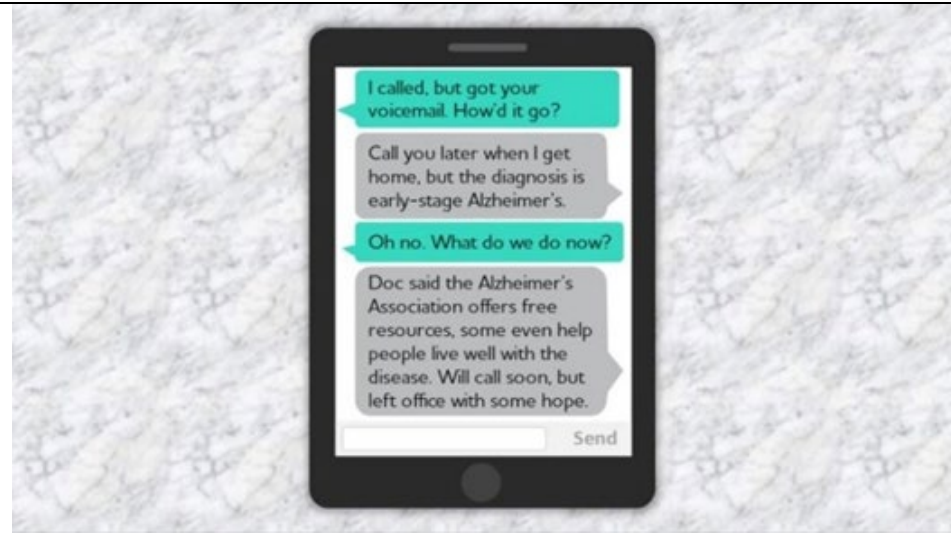 I called, but got your
voicemail. How'd it go?
Call you later when I get
home, but the diagnosis is
early-stage Alzheimer's.
Oh no. What do we do now?
Doc said the Alzheimer's
Association offers free
resources, some even help
people live well with the
disease. Will call soon, but
left office with some hope.
Send